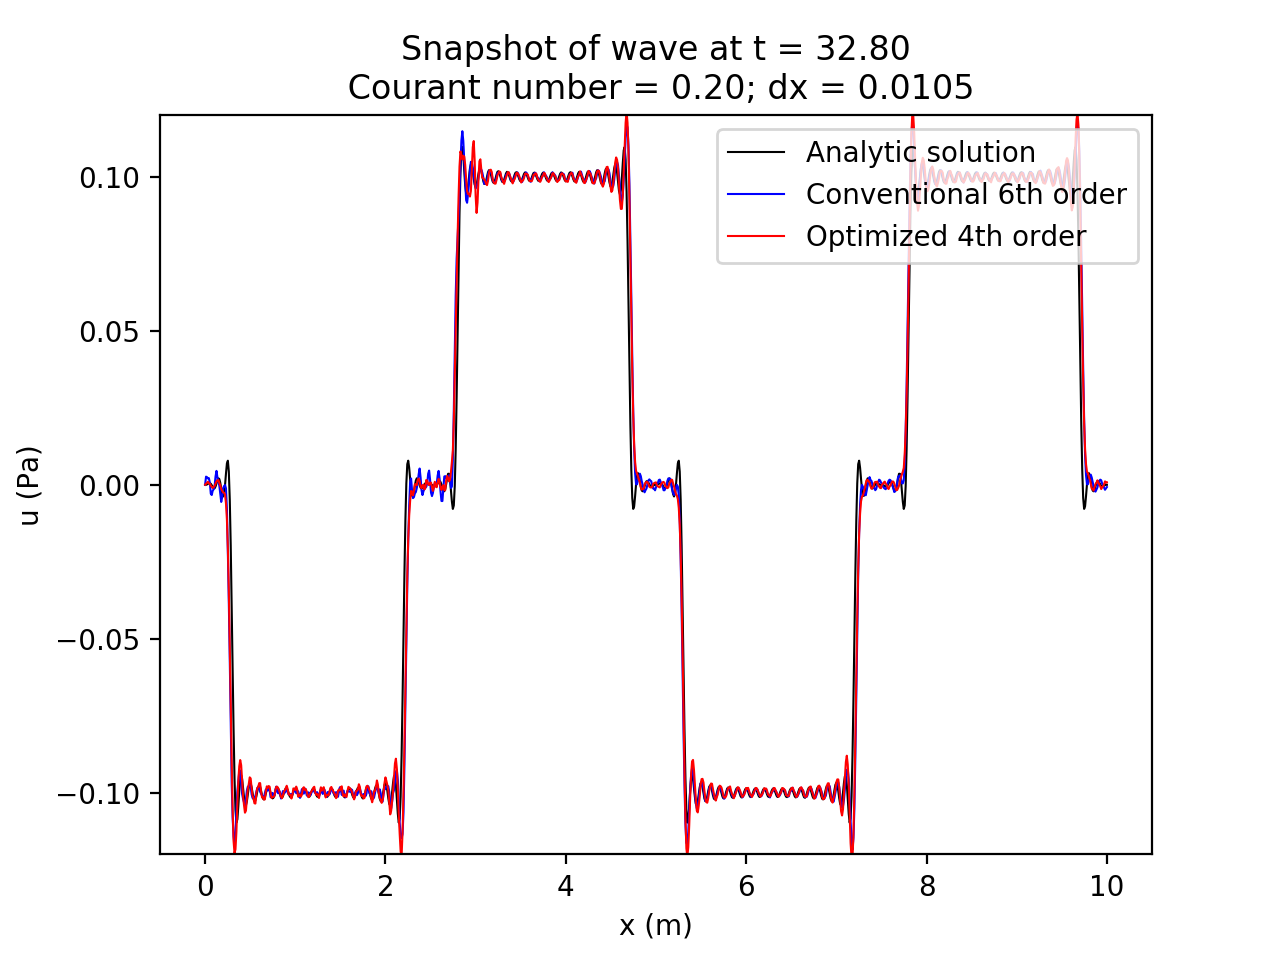 Snapshot of wave at t = 32.80
Courant number = 0.20; dx = 0.0105
Analytic solution
Conventional 6th order
Optimized 4th order
0.10
0.05
0.00
−0.05
−0.10
u (Pa)
0 2 4 6 8 10
x (m)